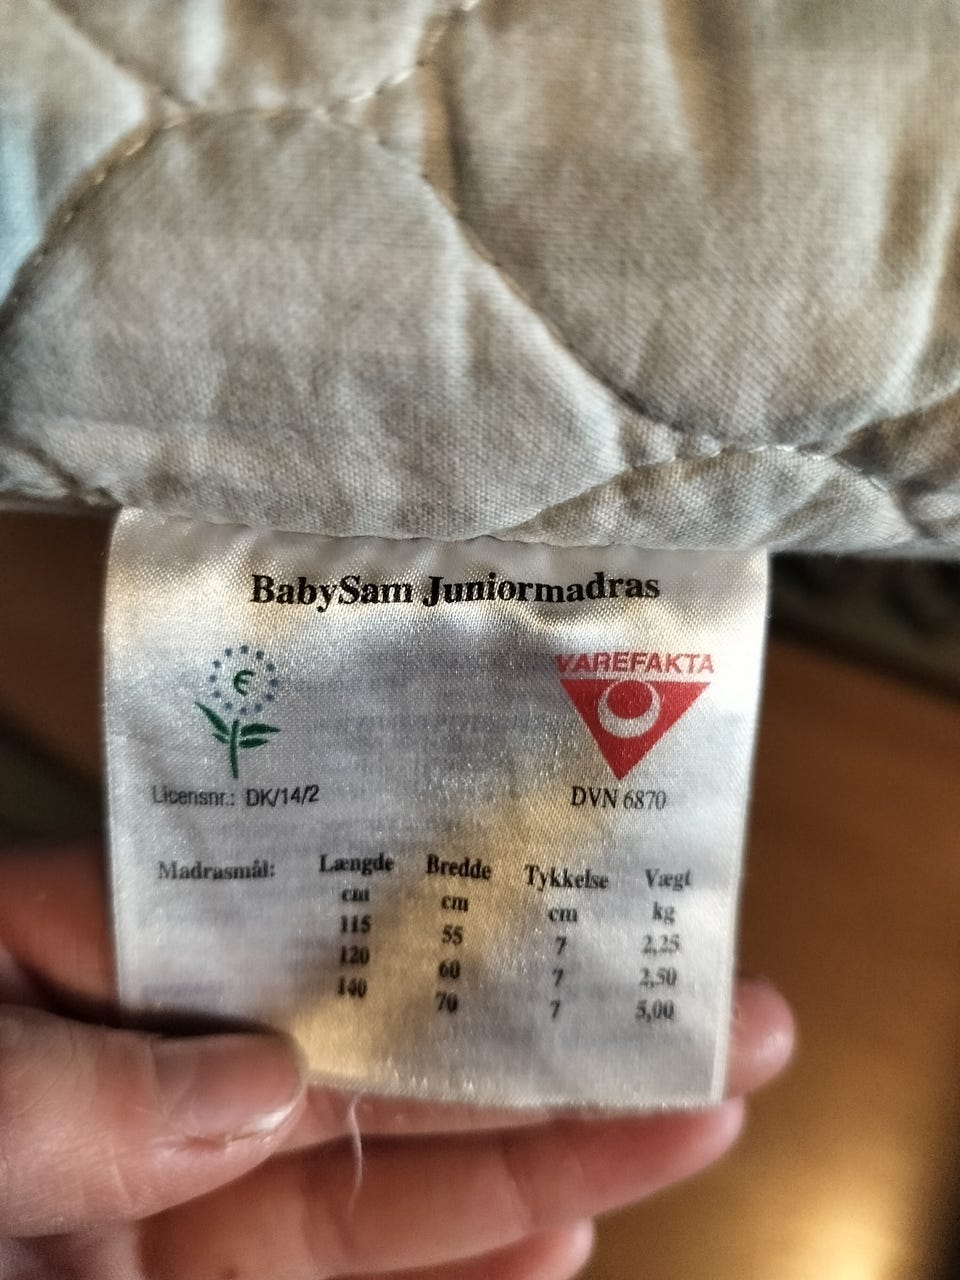 BabySam Juniormadras
VAREFAKTA
Licensnr.: DK/14/2
DVN 6870
Madrasmål: Længde Bredde Tykkelse Vægt
cm cm cm kg
115 55 7 2,25
120 60 7 2,50
140 70 7 5,00